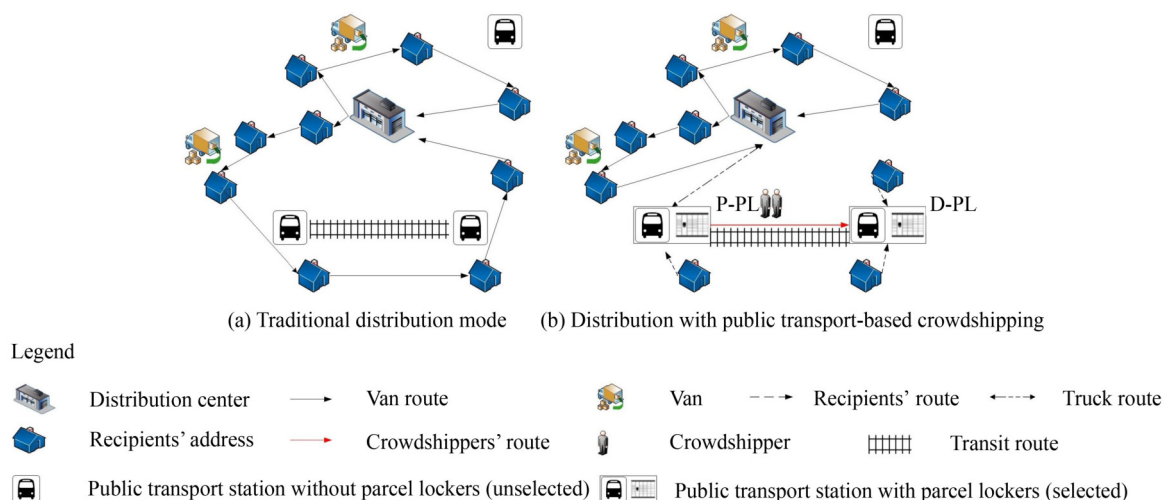 P-PL
D-PL
(a) Traditional distribution mode
(b) Distribution with public transport-based crowdshipping
Legend
Distribution center
Van route
Van
Recipients’ route
Truck route
Recipients’ address
Crowdshippers’ route
Crowdshipper
Transit route
Public transport station without parcel lockers (unselected)
Public transport station with parcel lockers (selected)